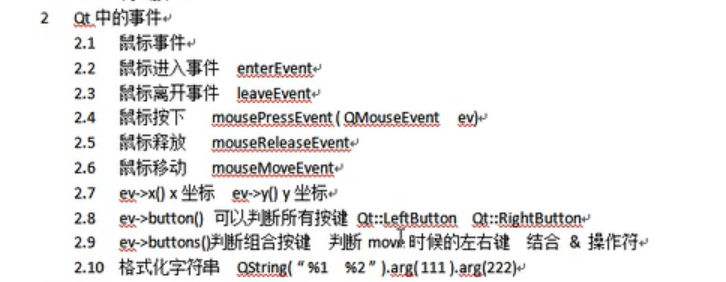 2 Qt 中的事件
2.1 鼠标事件
2.2 鼠标进入事件 enterEvent
2.3 鼠标离开事件 leaveEvent
2.4 鼠标按下 mousePressEvent ( QMouseEvent ev)
2.5 鼠标释放 mouseReleaseEvent
2.6 鼠标移动 mouseMoveEvent
2.7 ev->x() x 坐标 ev->y() y 坐标
2.8 ev->button() 可以判断所有按键 Qt::LeftButton Qt::RightButton
2.9 ev->buttons()判断组合按键 判断 move 时候的左右键 结合 & 操作符
2.10 格式化字符串 QString( “ %1 %2 ” ).arg( 111 ).arg(222)